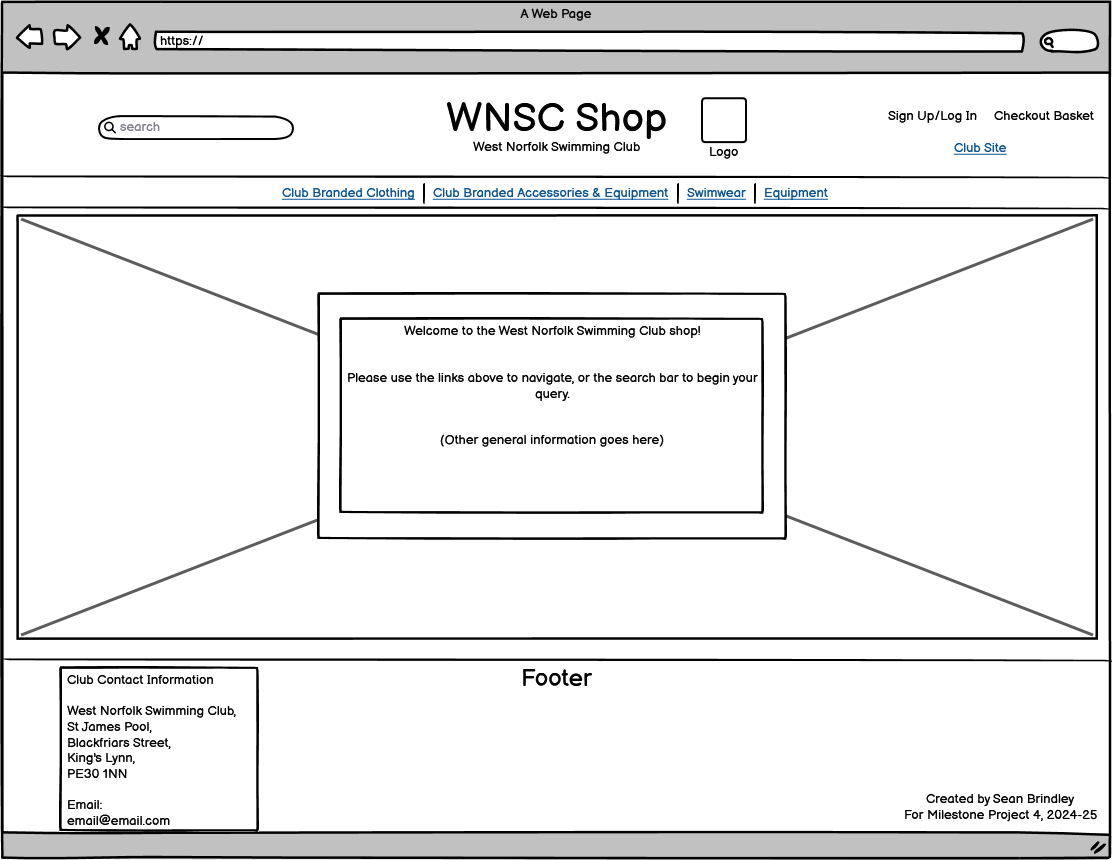 A Web Page
https://
search
WNSC Shop
West Norfolk Swimming Club
Logo
Sign Up/Log In
Checkout Basket
Club Site
Club Branded Clothing
Club Branded Accessories & Equipment
Swimwear
Equipment
Welcome to the West Norfolk Swimming Club shop!
Please use the links above to navigate, or the search bar to begin your
query.
(Other general information goes here)
Footer
Club Contact Information
West Norfolk Swimming Club,
St James Pool,
Blackfriars Street,
King's Lynn,
PE30 1NN
Email:
email@email.com
Created by Sean Brindley
For Milestone Project 4, 2024-25